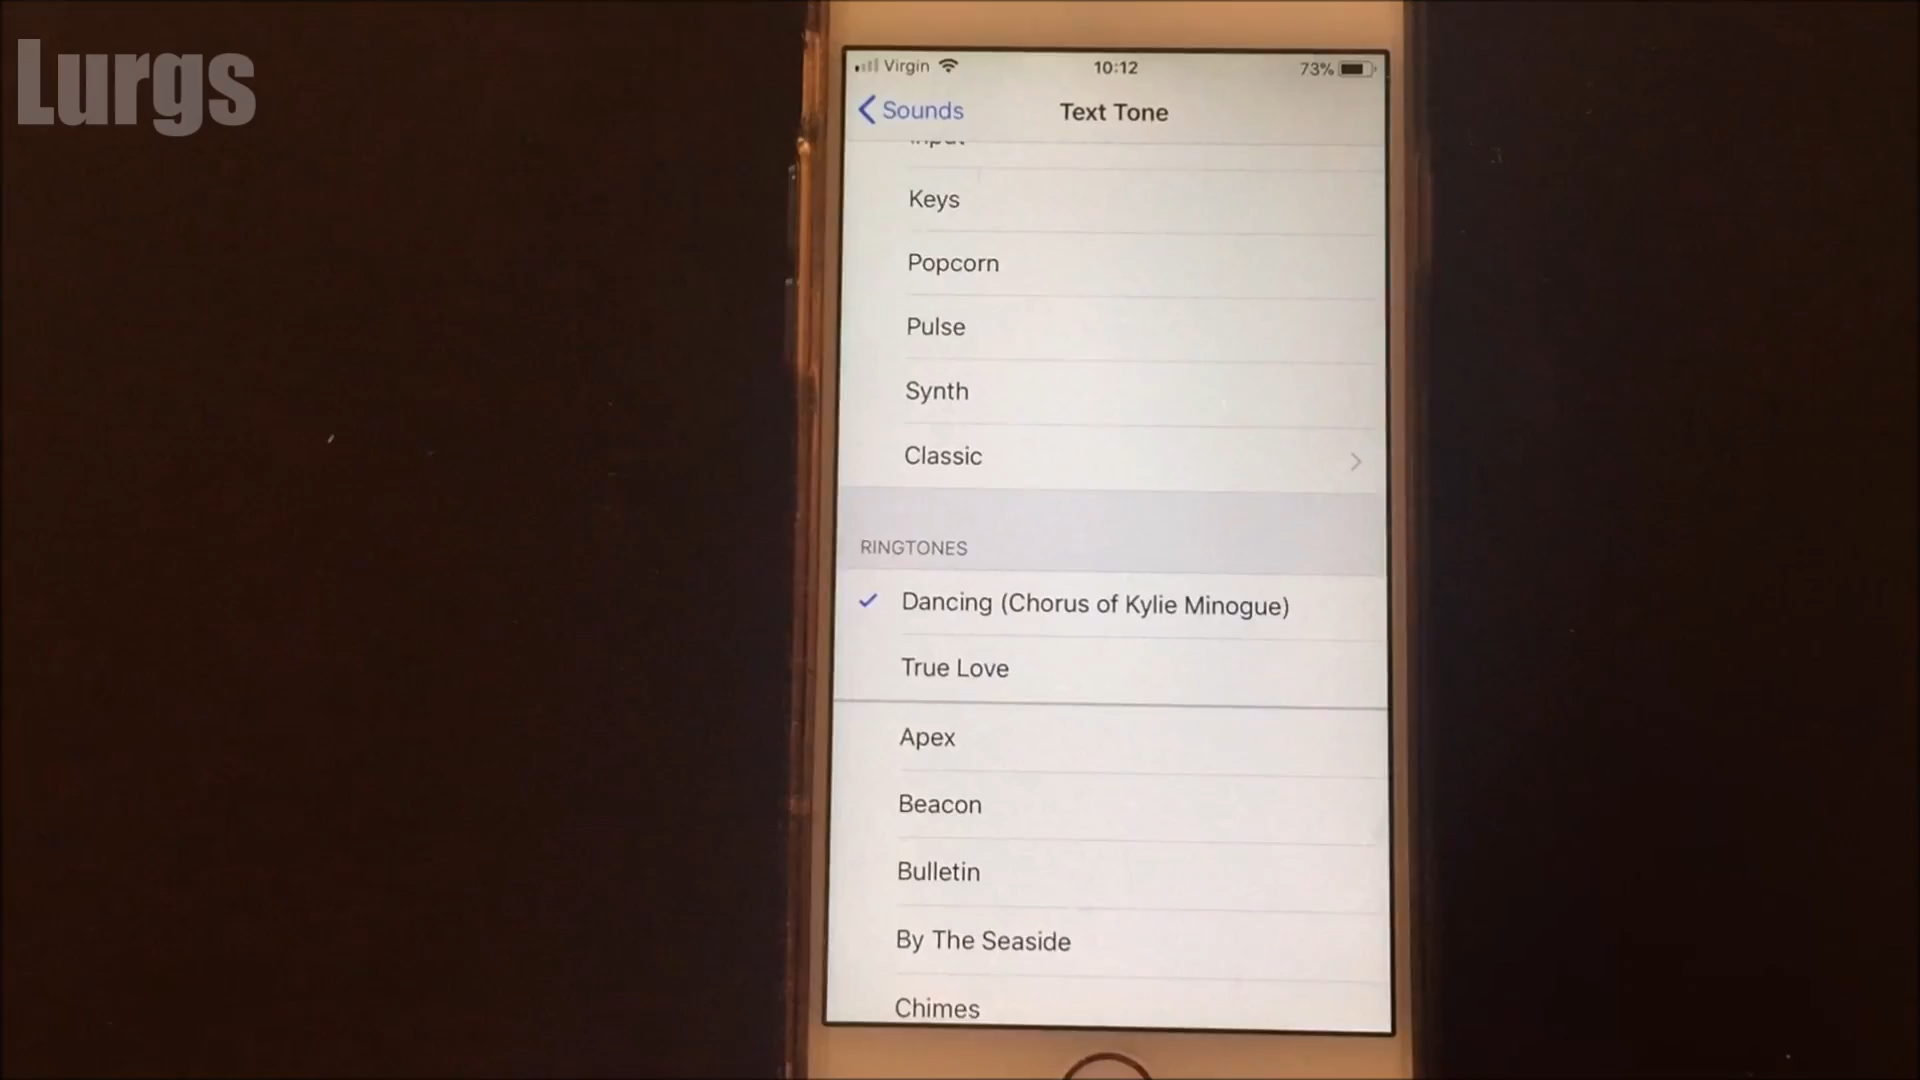 Lurgs
Virgin 10:12 73%
Sounds Text Tone
Keys
Popcorn
Pulse
Synth
Classic
RINGTONES
Dancing (Chorus of Kylie Minogue)
True Love
Apex
Beacon
Bulletin
By The Seaside
Chimes